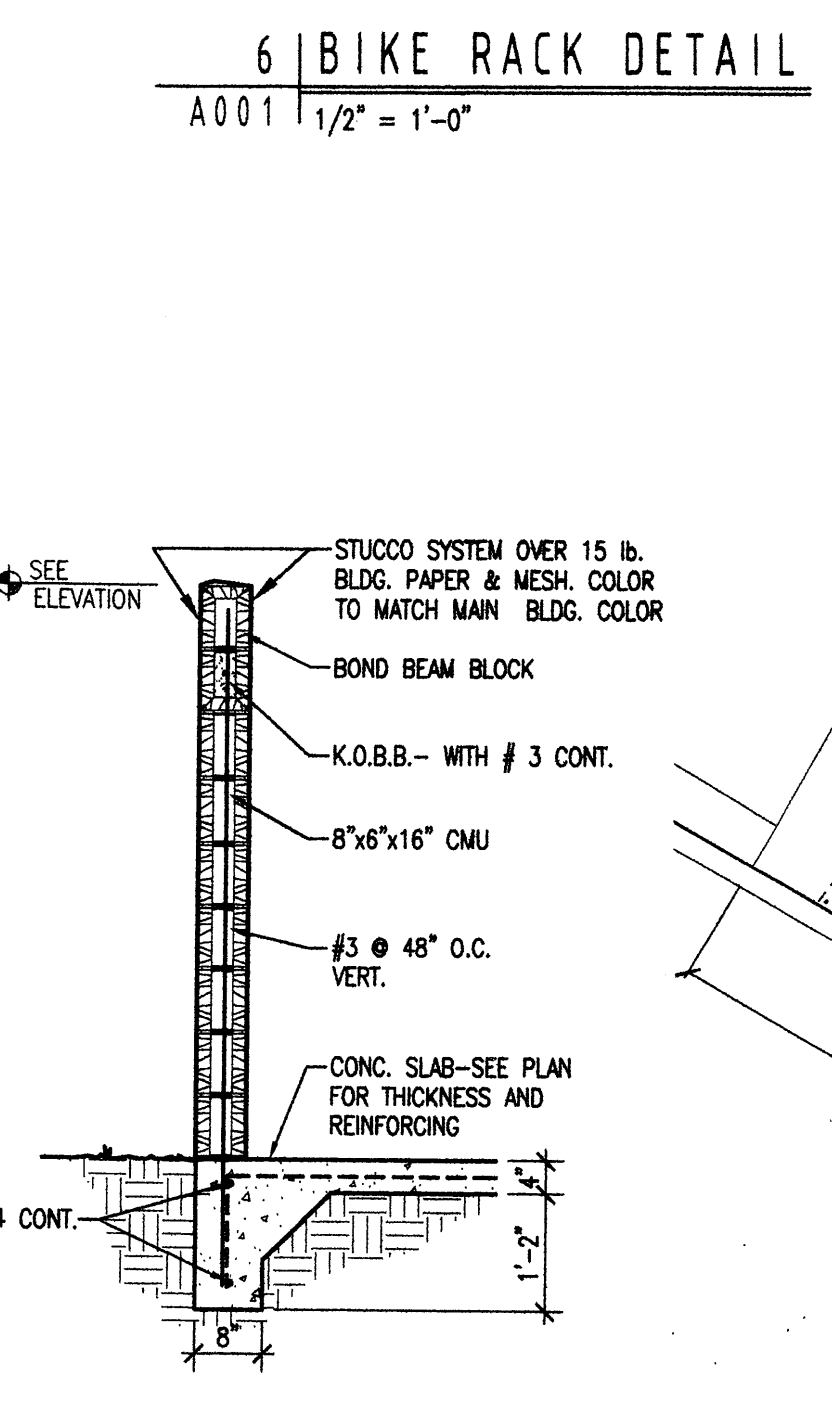 6 BIKE RACK DETAIL
A001 1/2" = 1'-0"
SEE
ELEVATION
STUCCO SYSTEM OVER 15 lb.
BLDG. PAPER & MESH. COLOR
TO MATCH MAIN BLDG. COLOR
BOND BEAM BLOCK
K.O.B.B.- WITH # 3 CONT.
8"x6"x16" CMU
#3 @ 48" O.C.
VERT.
CONC. SLAB-SEE PLAN
FOR THICKNESS AND
REINFORCING
4"
4 CONT.
1'-2"
8"